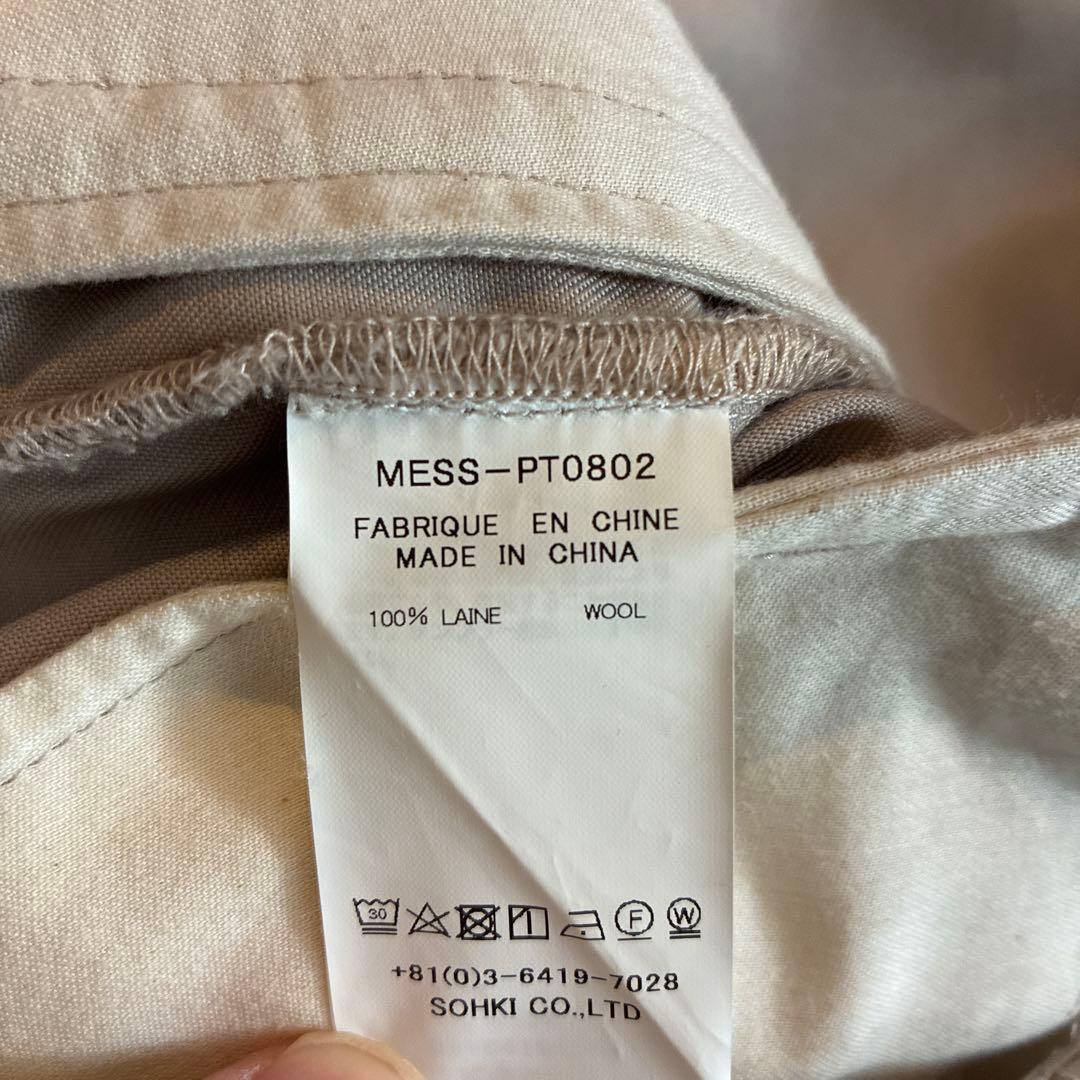 MESS-PT0802
FABRIQUE EN CHINE
MADE IN CHINA
100% LAINE WOOL
30 F W
+81(0)3-6419-7028
SOHKI CO.,LTD